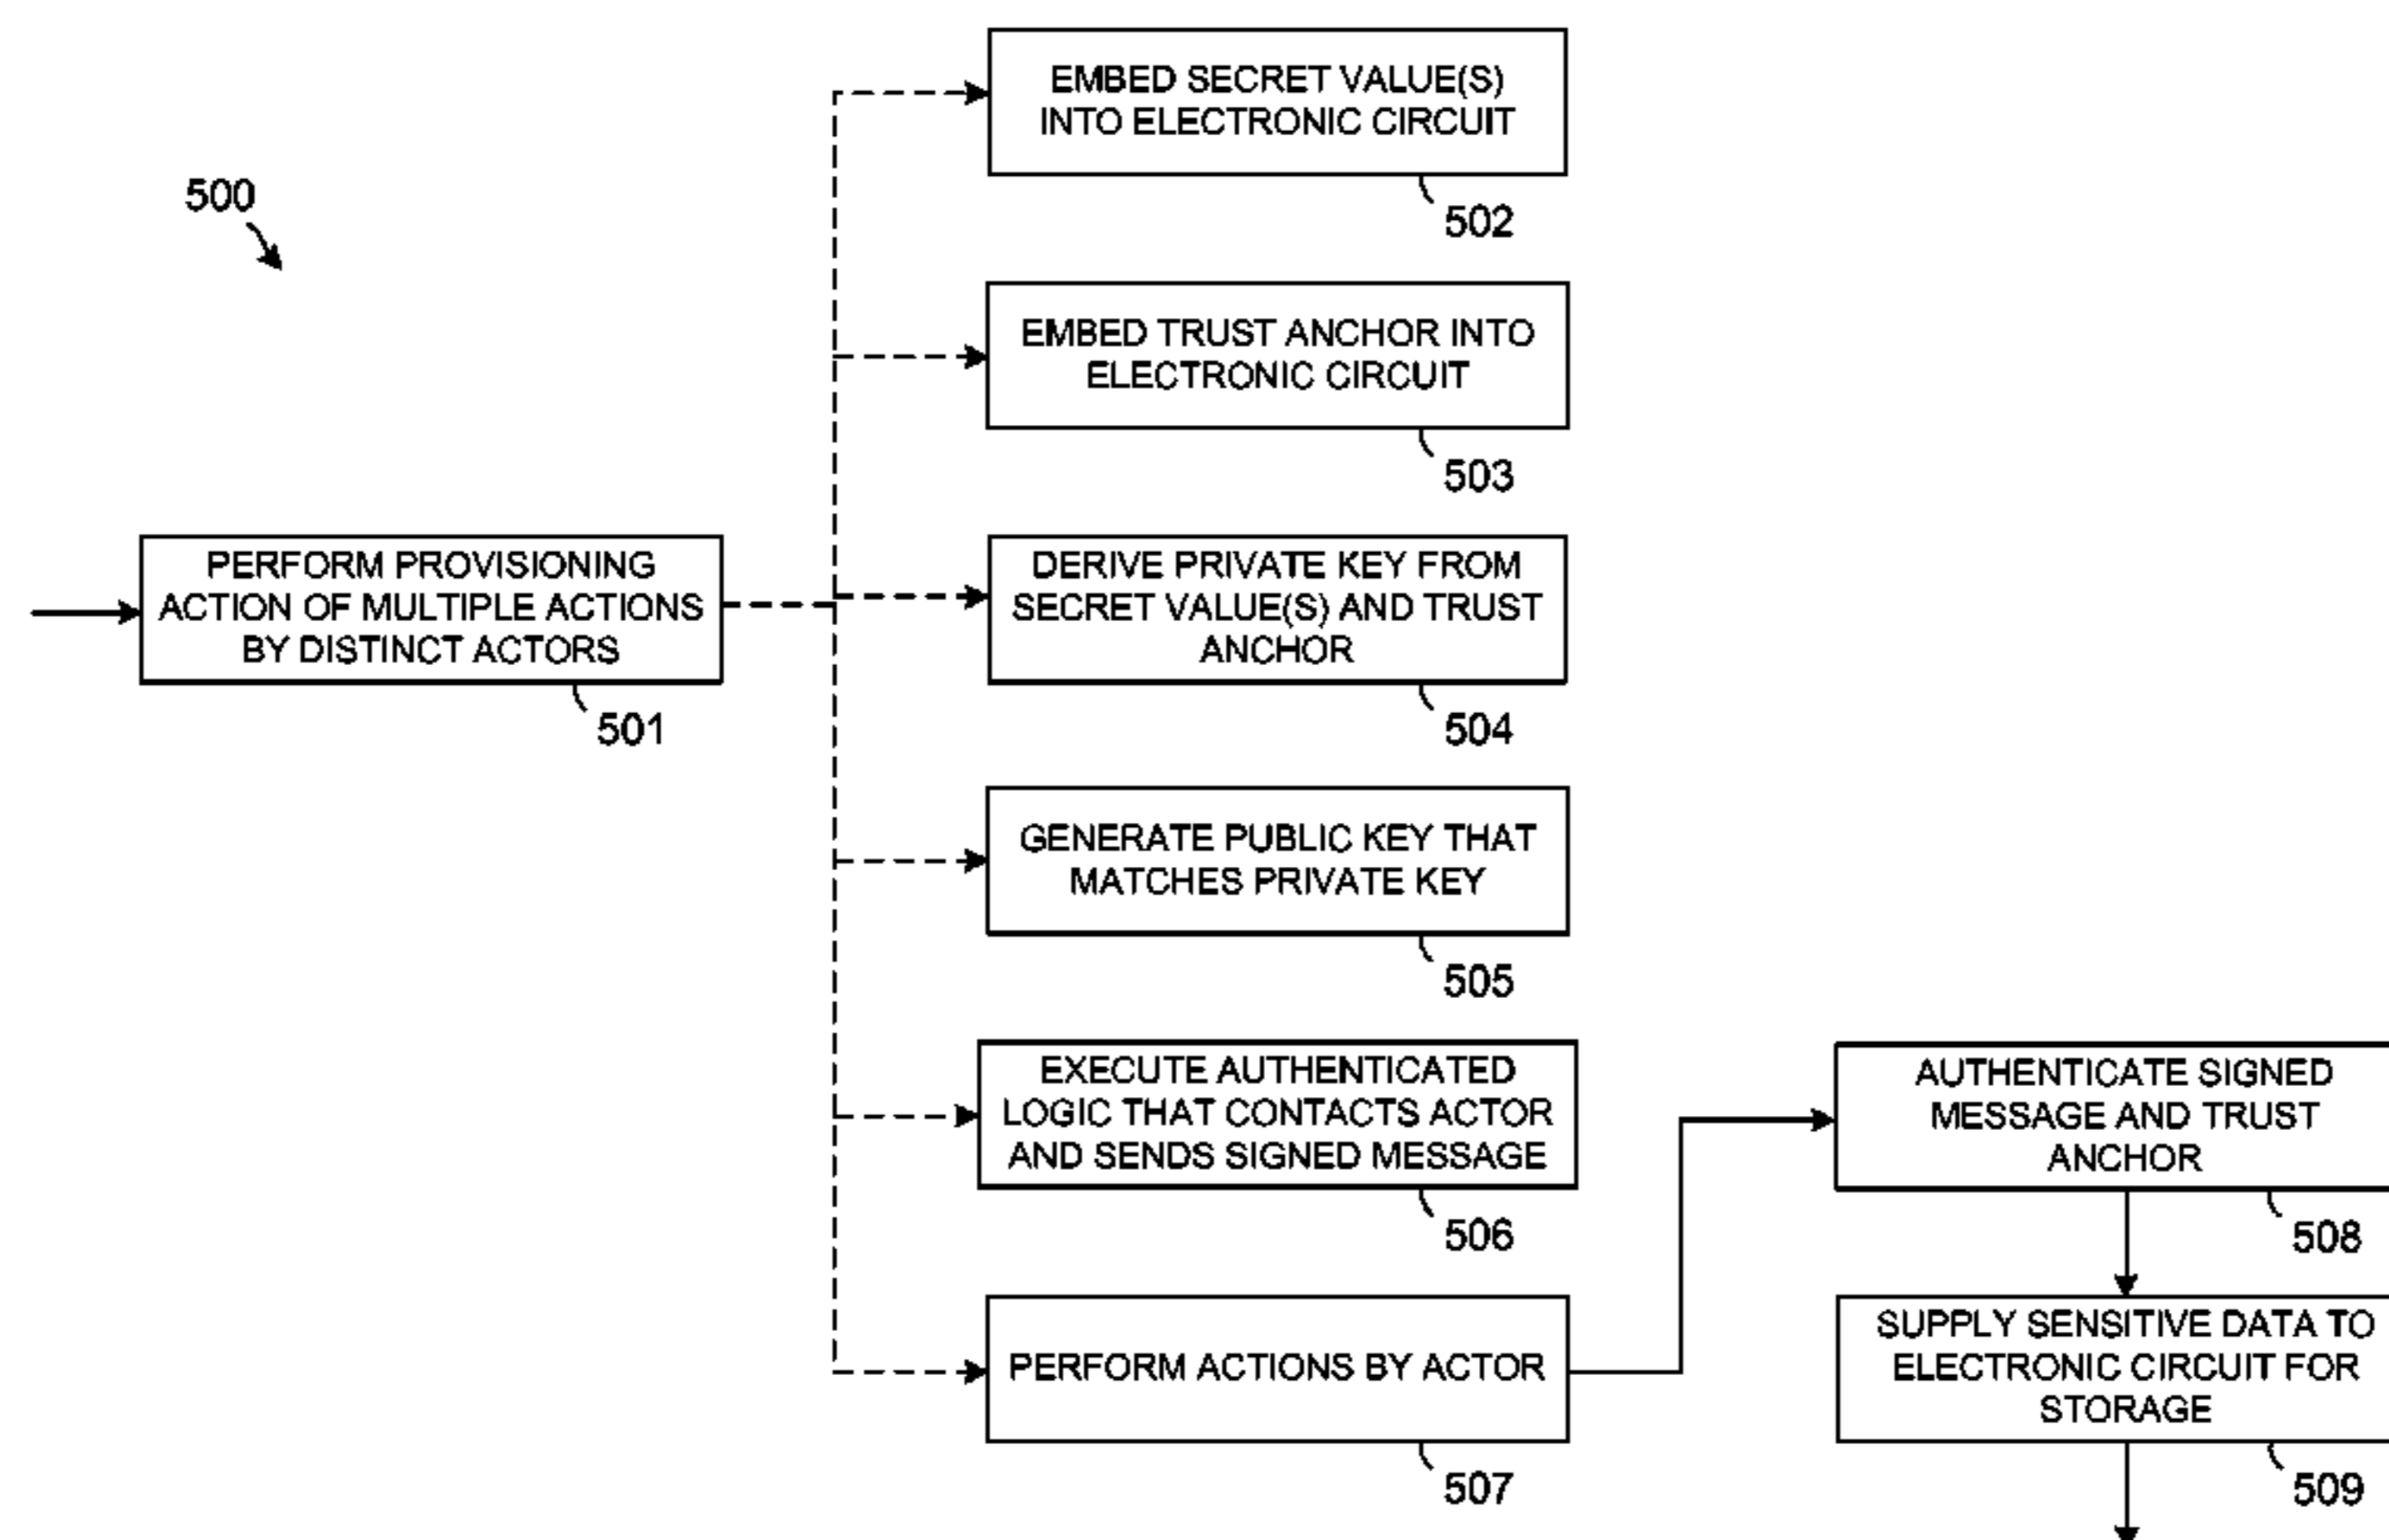 500
PERFORM PROVISIONING
ACTION OF MULTIPLE ACTIONS
BY DISTINCT ACTORS
501
EMBED SECRET VALUE(S)
INTO ELECTRONIC CIRCUIT
502
EMBED TRUST ANCHOR INTO
ELECTRONIC CIRCUIT
503
DERIVE PRIVATE KEY FROM
SECRET VALUE(S) AND TRUST
ANCHOR
504
GENERATE PUBLIC KEY THAT
MATCHES PRIVATE KEY
505
EXECUTE AUTHENTICATED
LOGIC THAT CONTACTS ACTOR
AND SENDS SIGNED MESSAGE
506
PERFORM ACTIONS BY ACTOR
507
AUTHENTICATE SIGNED
MESSAGE AND TRUST
ANCHOR
508
SUPPLY SENSITIVE DATA TO
ELECTRONIC CIRCUIT FOR
STORAGE
509